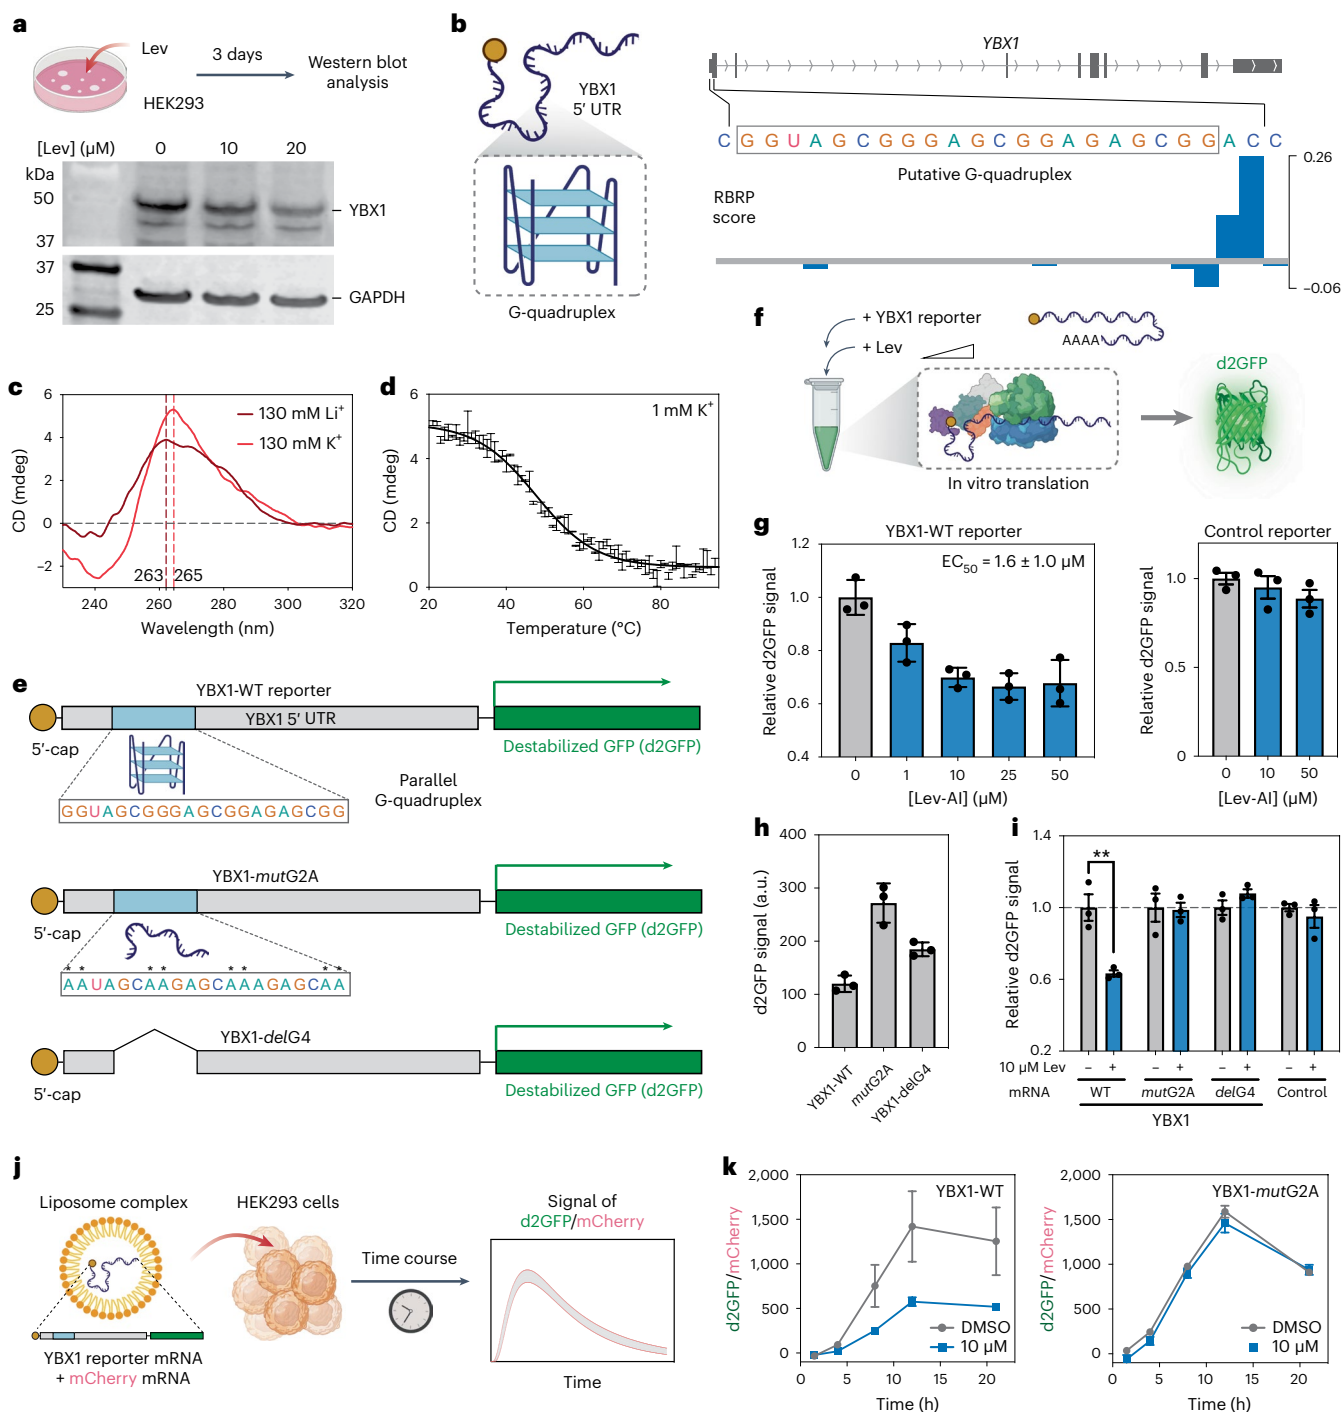 a
Lev
3 days
Western blot
analysis
HEK293
[Lev] (µM) 0 10 20
kDa
50
37
YBX1
37
25
GAPDH
b
YBX1
5′ UTR
G-quadruplex
YBX1
C G G U A G C G G G A G C G G A G A G C G G A C C
Putative G-quadruplex
RBRP
score
0.26
−0.06
c
6
4
2
0
−2
CD (mdeg)
130 mM Li⁺
130 mM K⁺
263 265
240 260 280 300 320
Wavelength (nm)
d
6
4
2
0
CD (mdeg)
1 mM K⁺
20 40 60 80
Temperature (°C)
e
YBX1-WT reporter
YBX1 5′ UTR
5′-cap
Destabilized GFP (d2GFP)
Parallel
G-quadruplex
GGUAGCGGGAGCGGAGAGCGG
YBX1-mutG2A
5′-cap
Destabilized GFP (d2GFP)
* * * * * * * *
AAUAGCAAGAGCAAAGAGCAA
YBX1-delG4
5′-cap
Destabilized GFP (d2GFP)
f
+ YBX1 reporter
+ Lev
AAAA
In vitro translation
d2GFP
g
YBX1-WT reporter
EC₅₀ = 1.6 ± 1.0 µM
Relative d2GFP signal
1.2
1.0
0.8
0.6
0.4
0 1 10 25 50
[Lev-AI] (µM)
Control reporter
Relative d2GFP signal
1.0
0.5
0
0 10 50
[Lev-AI] (µM)
h
d2GFP signal (a.u.)
400
300
200
100
0
YBX1-WT
mutG2A
YBX1-delG4
i
Relative d2GFP signal
1.4
1.0
0.6
0.2
**
10 µM Lev − + − + − + − +
mRNA WT mutG2A delG4 Control
YBX1
j
Liposome complex
HEK293 cells
Time course
YBX1 reporter mRNA
+ mCherry mRNA
Signal of
d2GFP/mCherry
Time
k
d2GFP/mCherry
2,000
1,500
1,000
500
0
YBX1-WT
DMSO
10 µM
0 5 10 15 20
Time (h)
d2GFP/mCherry
2,000
1,500
1,000
500
0
YBX1-mutG2A
DMSO
10 µM
0 5 10 15 20
Time (h)